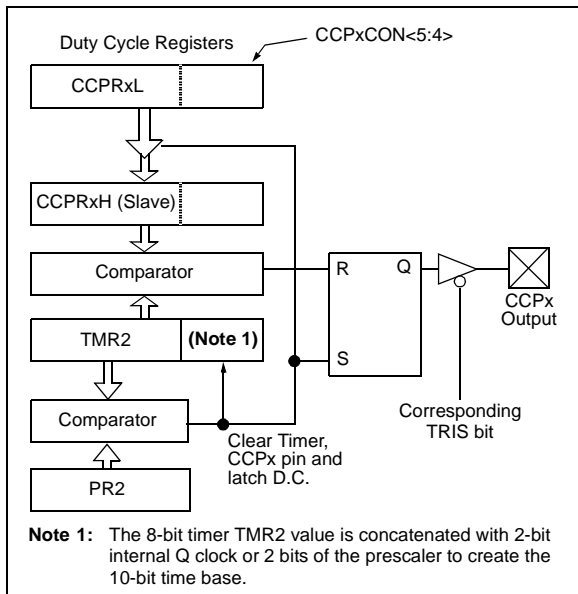 Duty Cycle Registers
CCPxCON<5:4>
CCPRxL
CCPRxH (Slave)
Comparator
TMR2
(Note 1)
Comparator
PR2
R
Q
S
CCPx
Output
Corresponding
TRIS bit
Clear Timer,
CCPx pin and
latch D.C.
Note 1: The 8-bit timer TMR2 value is concatenated with 2-bit
internal Q clock or 2 bits of the prescaler to create the
10-bit time base.